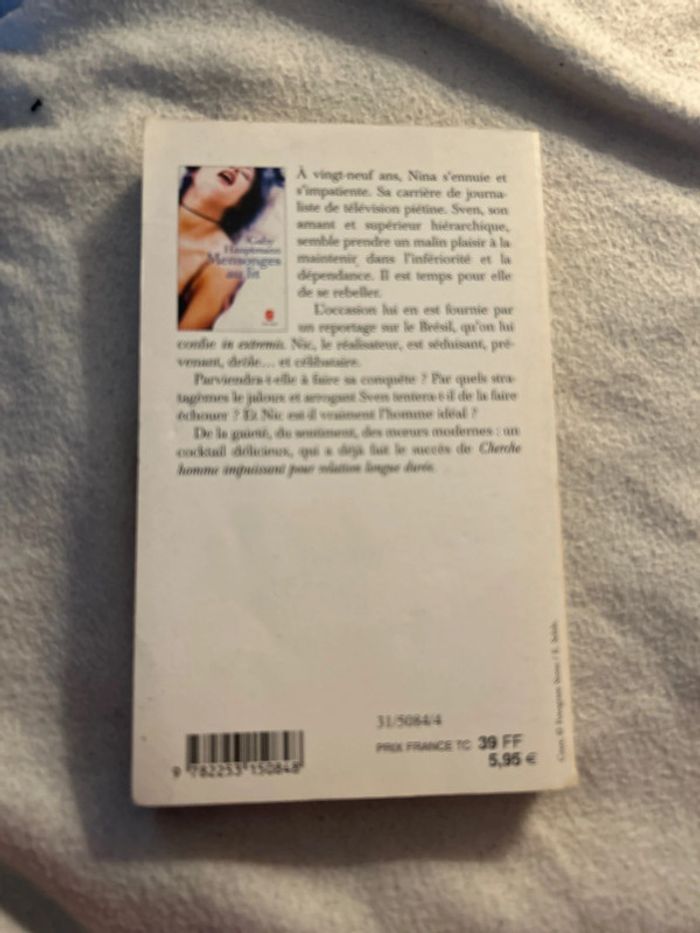 À vingt-neuf ans, Nina s'ennuie et
s'impatiente. Sa carrière de journa-
liste de télévision piétine. Sven, son
amant et supérieur hiérarchique,
semble prendre un malin plaisir à la
maintenir dans l'infériorité et la
dépendance. Il est temps pour elle
de se rebeller.
L'occasion lui en est fournie par
un reportage sur le Brésil, qu'on lui
confie in extremis. Nic, le réalisateur, est séduisant, pré-
venant, drôle... et célibataire.
Parviendra-t-elle à faire sa conquête ? Par quels stra-
tagèmes le jaloux et arrogant Sven tentera-t-il de la faire
échouer ? Et Nic est-il vraiment l'homme idéal ?
De la gaieté, du sentiment, des mœurs modernes : un
cocktail délicieux, qui a déjà fait le succès de Cherche
homme impuissant pour relation longue durée.
Gaby
Hauptmann
Mensonges
au lit
31/5084/4
PRIX FRANCE TC 39 FF
5,95 €
9 782253 150848